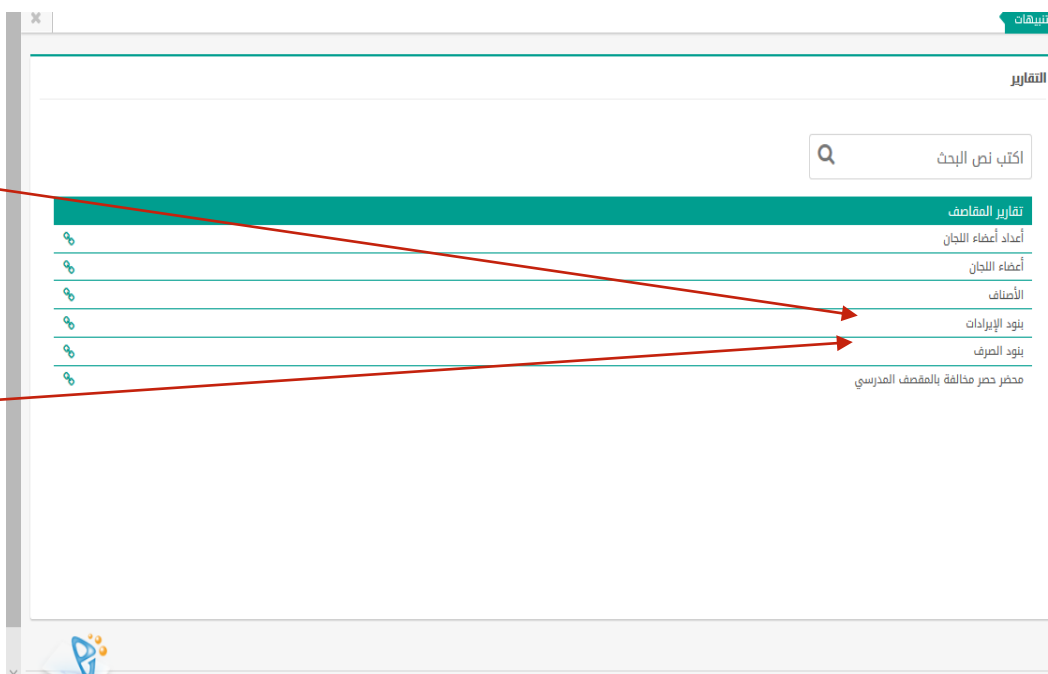 تنبيهات
التقارير
اكتب نص البحث
تقارير المقاصف
أعداد أعضاء اللجان
أعضاء اللجان
الأصناف
بنود الإيرادات
بنود الصرف
محضر حصر مخالفة بالمقصف المدرسي